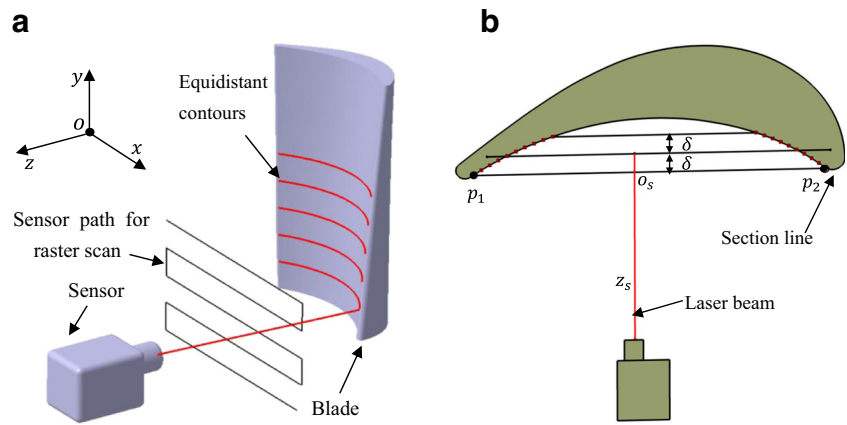 a
y
o
x
z
Equidistant
contours
Sensor path for
raster scan
Sensor
Blade
b
δ
δ
p₁
oₛ
p₂
Section line
zₛ
Laser beam